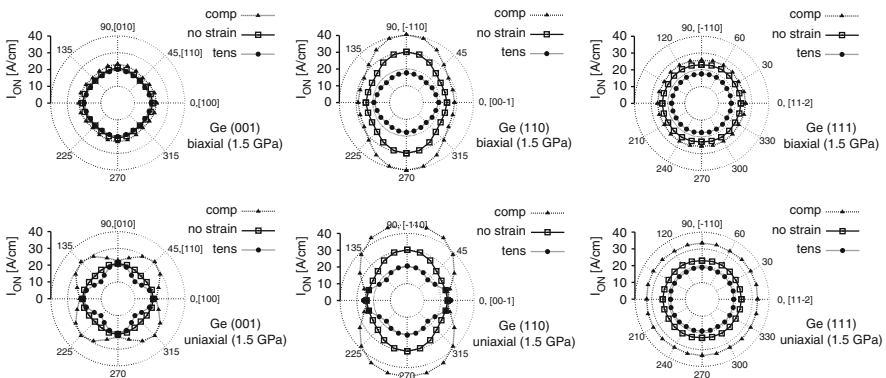 comp
no strain
tens
90,[010]
135
45,[110]
40
30
20
10
0
I_ON [A/cm]
0,[100]
225
315
270
Ge (001)
biaxial (1.5 GPa)
comp
no strain
tens
90, [-110]
135
45
40
30
20
10
0
I_ON [A/cm]
0, [00-1]
225
315
270
Ge (110)
biaxial (1.5 GPa)
comp
no strain
tens
90, [-110]
120
60
30
40
30
20
10
0
I_ON [A/cm]
0, [11-2]
210
240
270
300
330
Ge (111)
biaxial (1.5 GPa)
comp
no strain
tens
90,[010]
135
45,[110]
40
30
20
10
0
I_ON [A/cm]
0,[100]
225
315
270
Ge (001)
uniaxial (1.5 GPa)
comp
no strain
tens
90, [-110]
135
45
40
30
20
10
0
I_ON [A/cm]
0, [00-1]
225
315
270
Ge (110)
uniaxial (1.5 GPa)
comp
no strain
tens
90, [-110]
120
60
30
40
30
20
10
0
I_ON [A/cm]
0, [11-2]
210
240
270
300
330
Ge (111)
uniaxial (1.5 GPa)